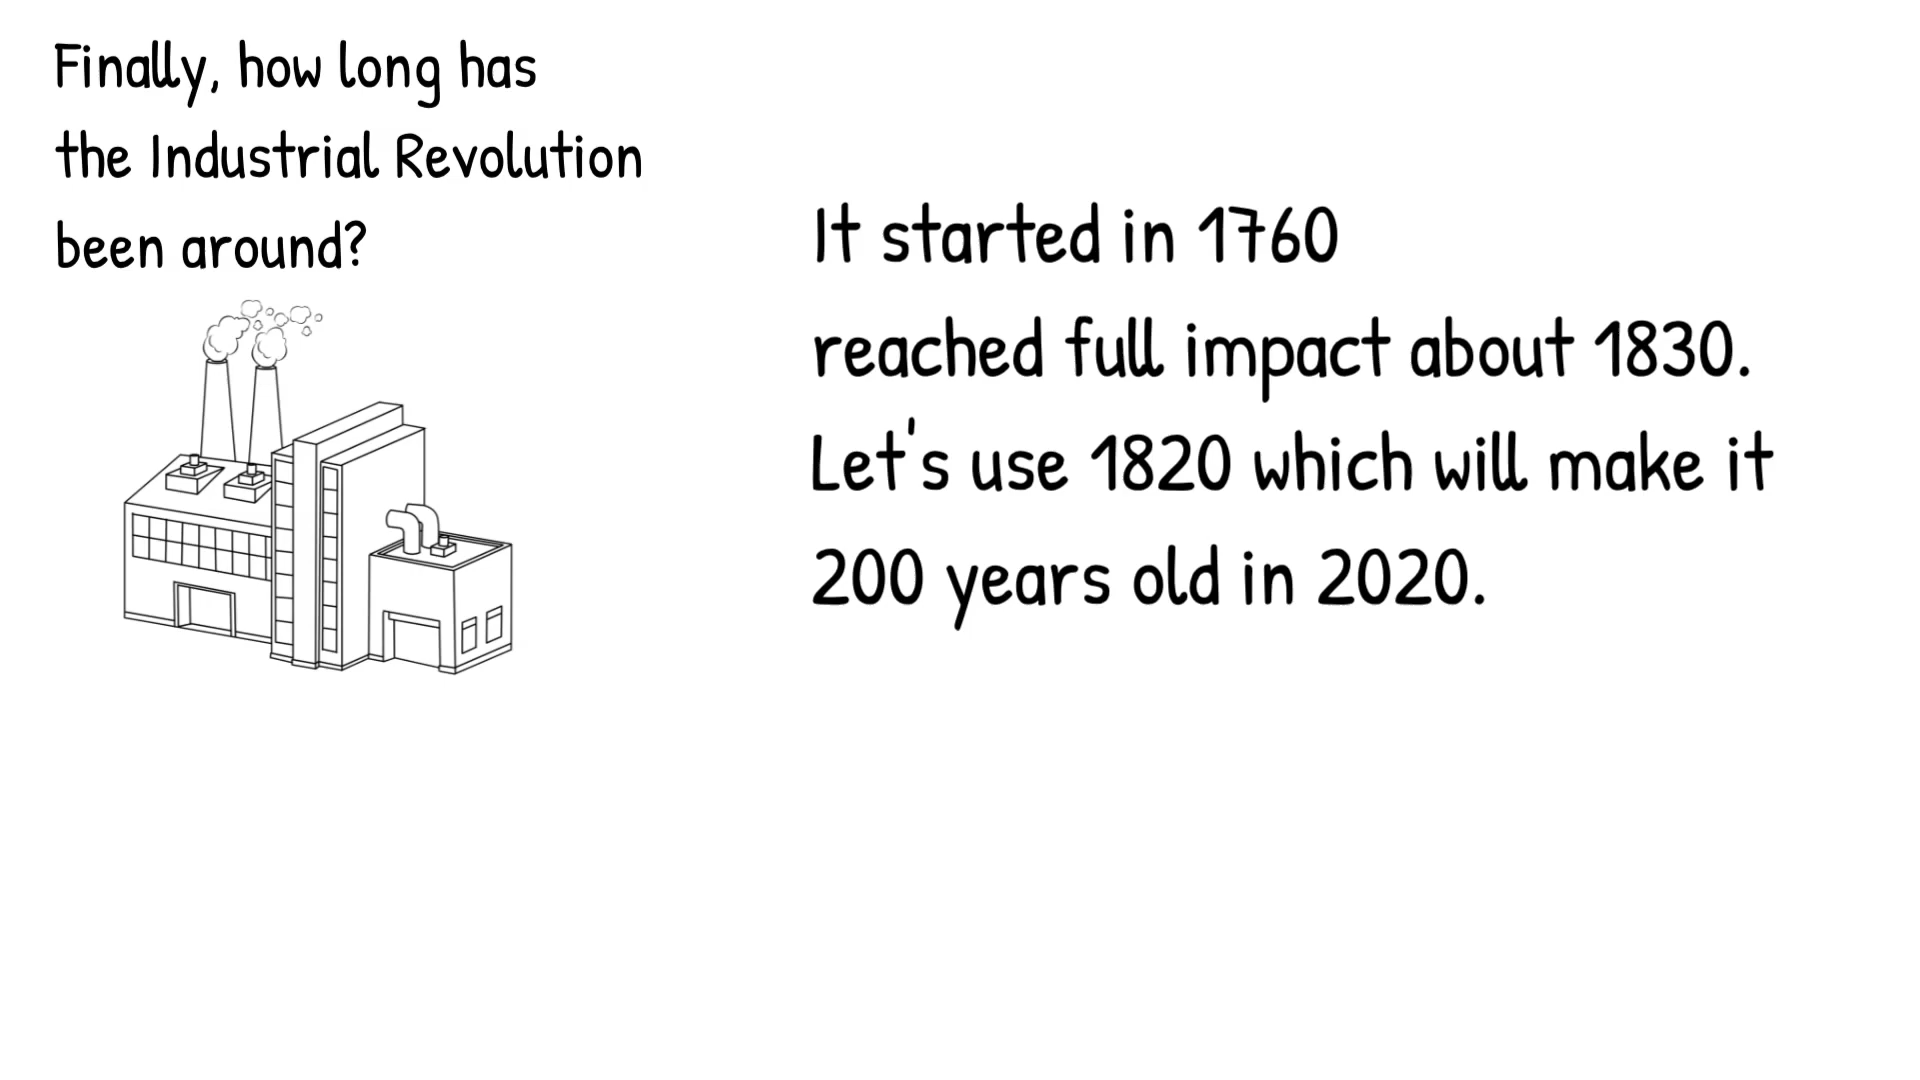 Finally, how long has
the Industrial Revolution
been around?
It started in 1760
reached full impact about 1830.
Let's use 1820 which will make it
200 years old in 2020.